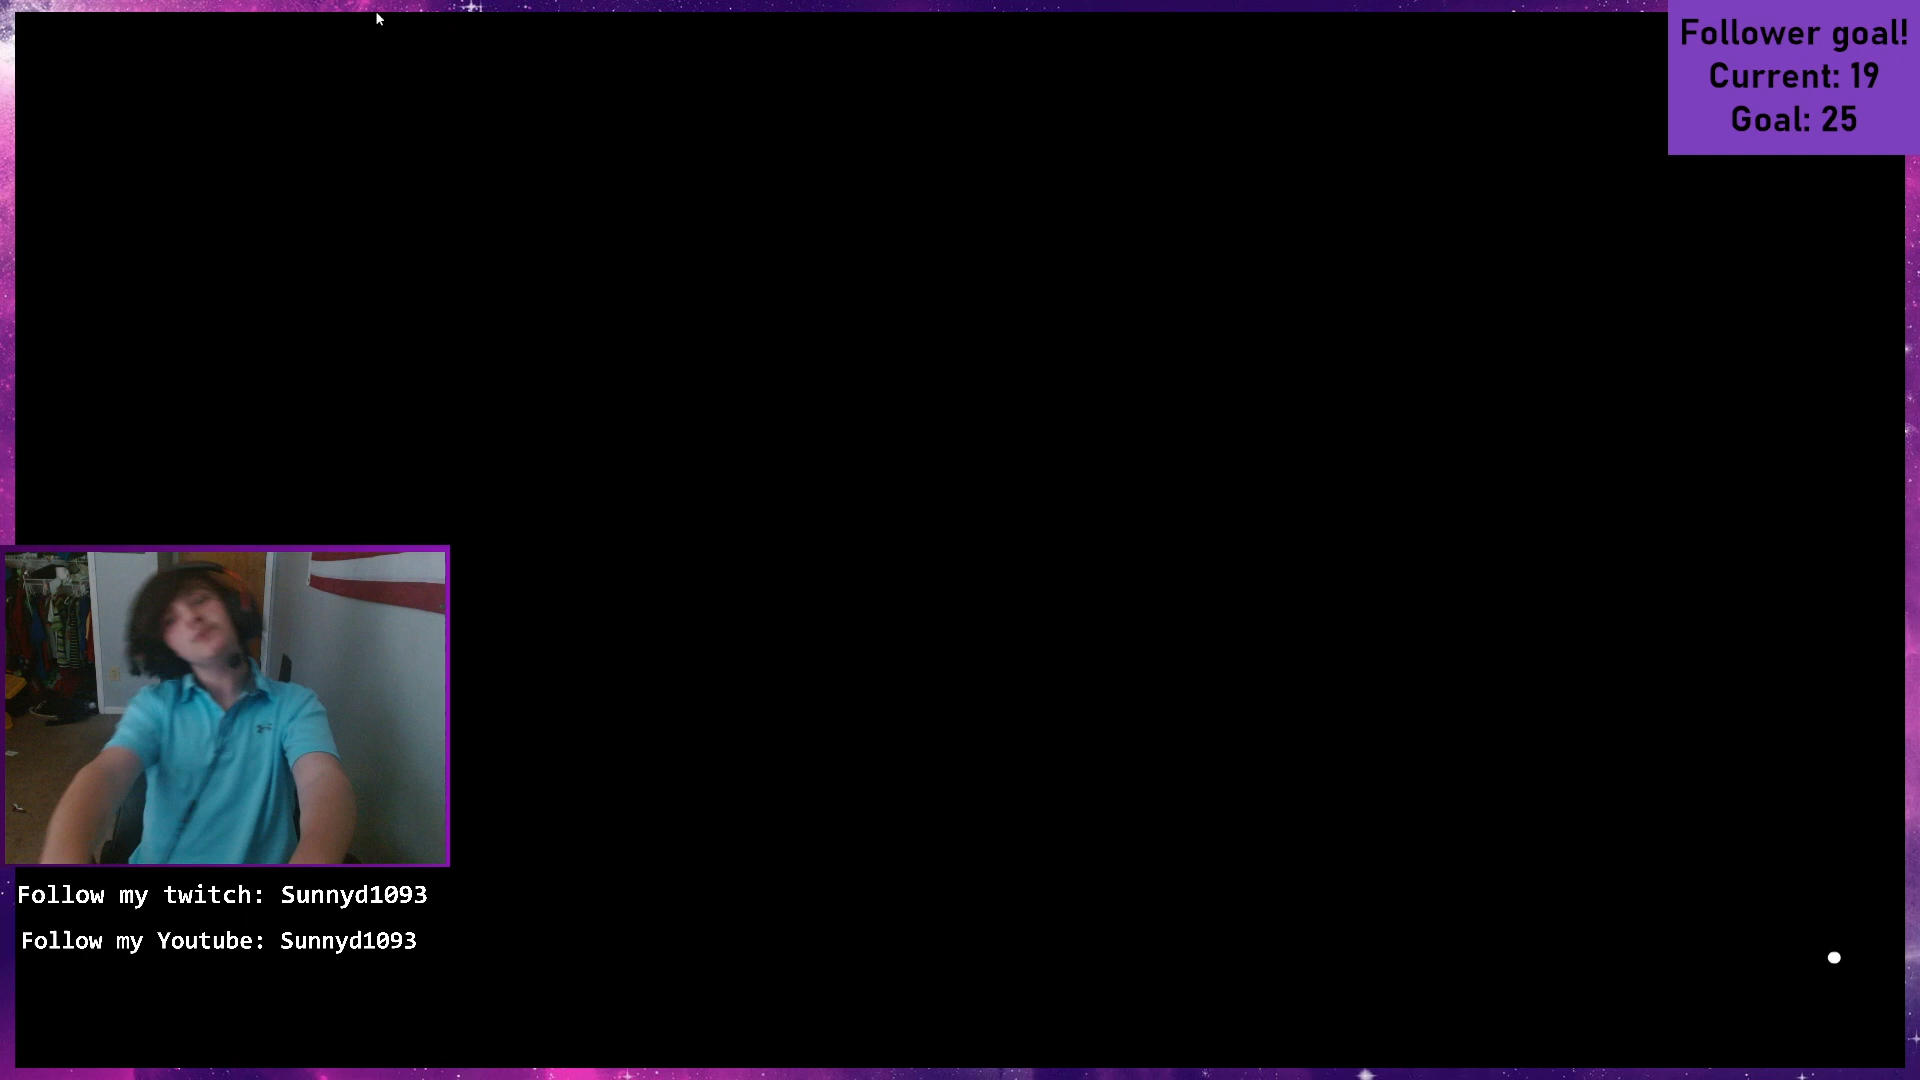 Follower goal!
Current: 19
Goal: 25
Follow my twitch: Sunnyd1093
Follow my Youtube: Sunnyd1093